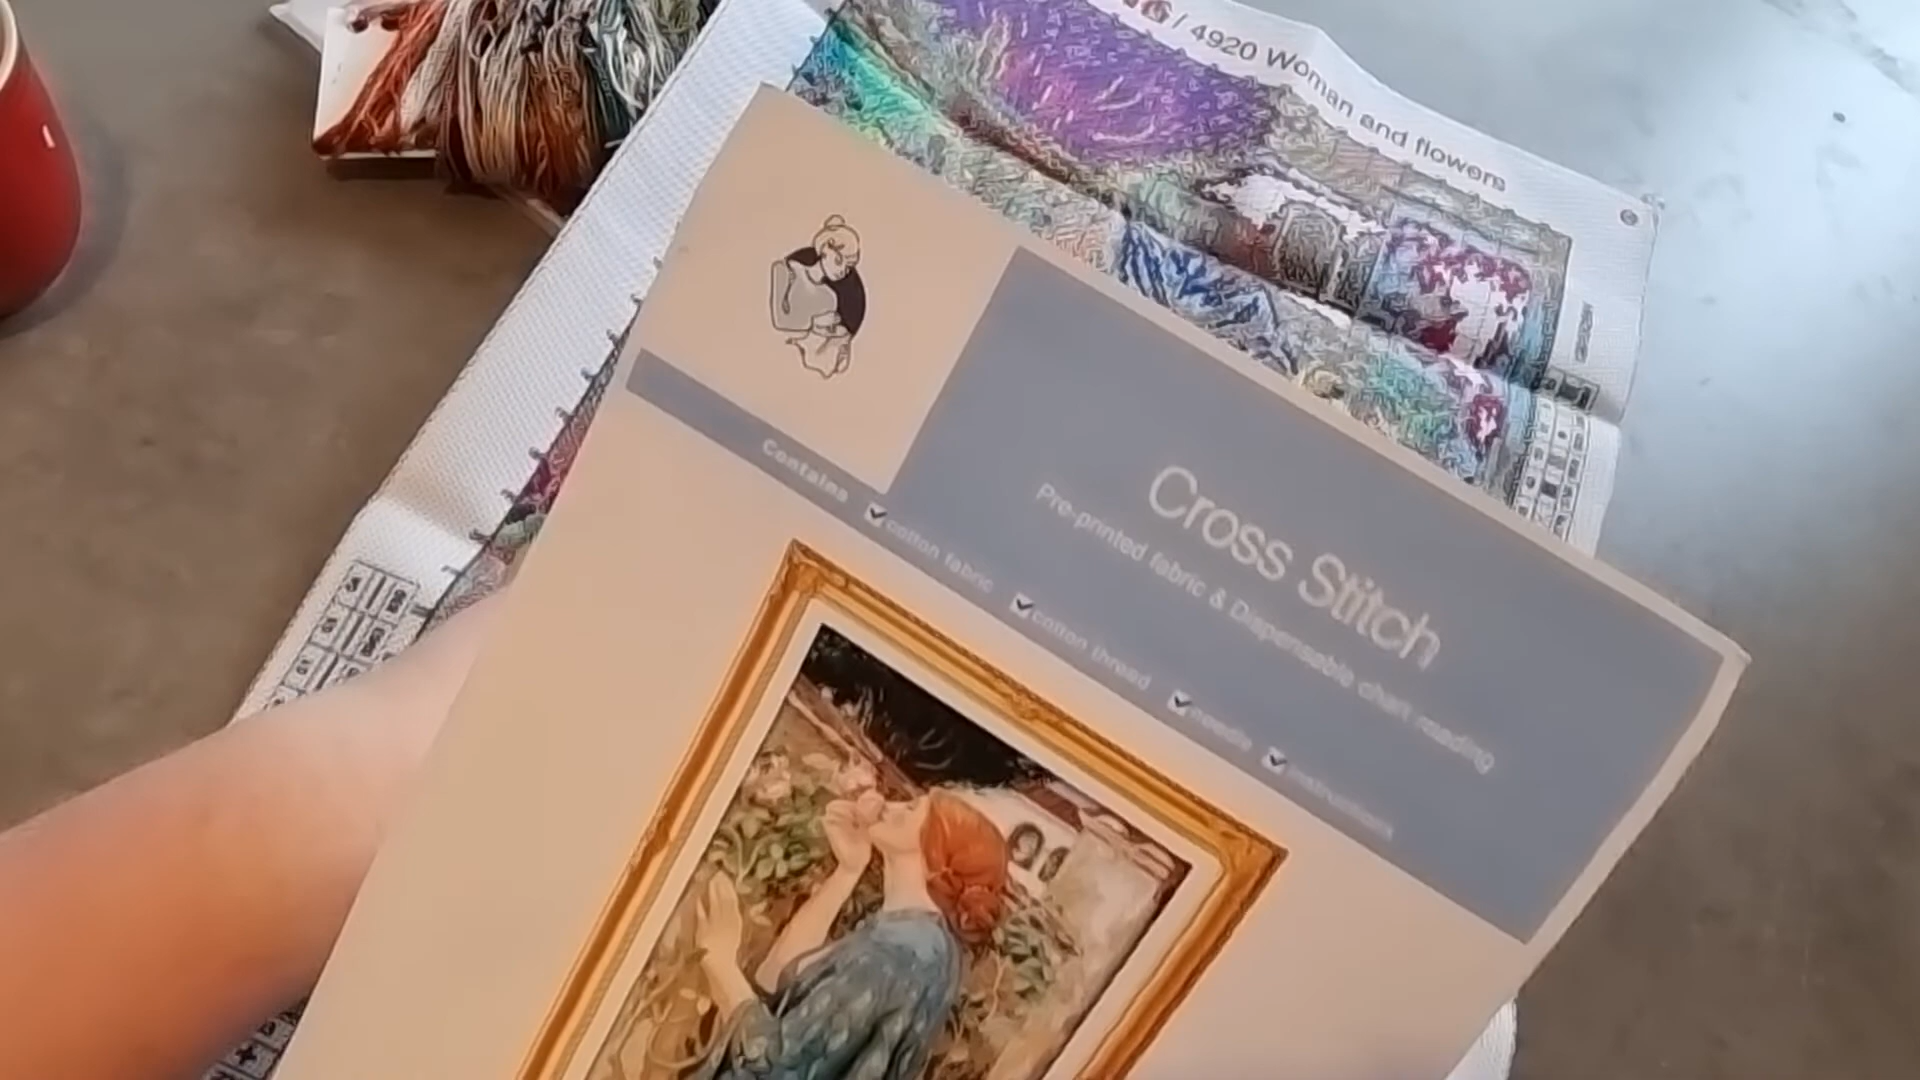 / 4920 Woman and flowers
Cross Stitch
Pre-printed fabric & Dispensable chart reading
Contains
cotton fabric
cotton thread
needle
instructions